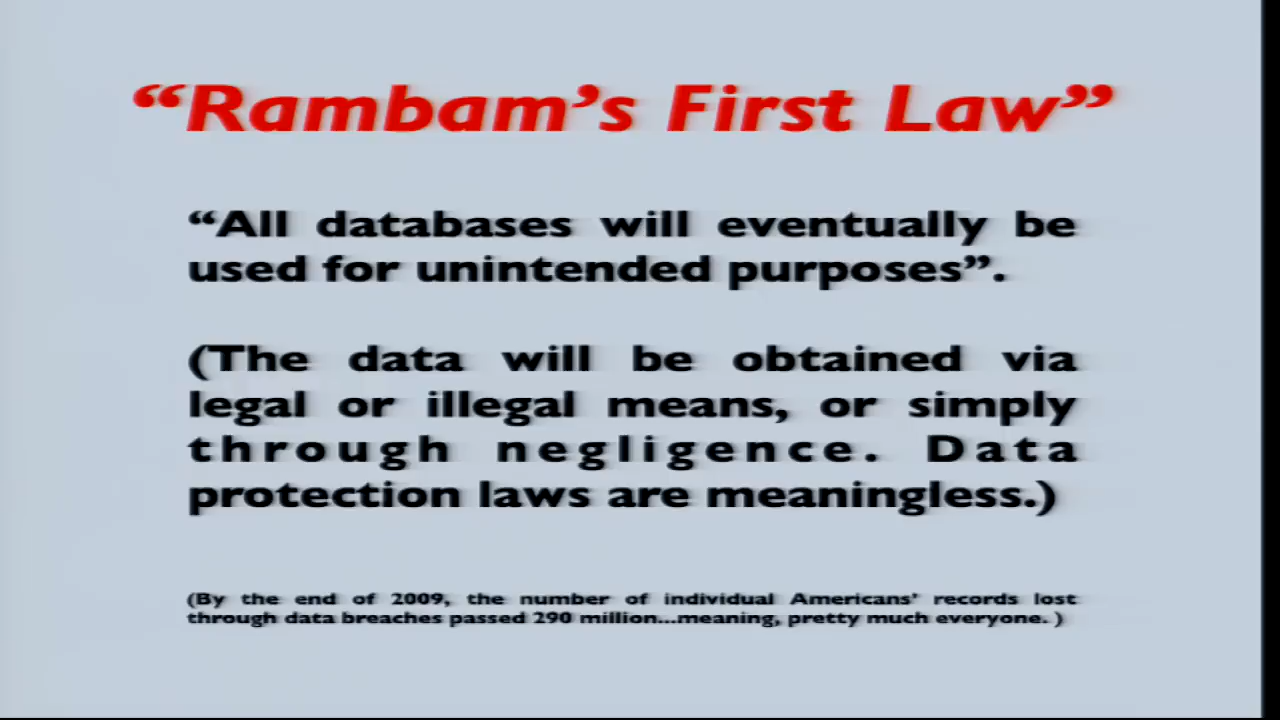 “Rambam’s First Law”
“All databases will eventually be
used for unintended purposes”.
(The data will be obtained via
legal or illegal means, or simply
through negligence. Data
protection laws are meaningless.)
(By the end of 2009, the number of individual Americans’ records lost
through data breaches passed 290 million...meaning, pretty much everyone. )